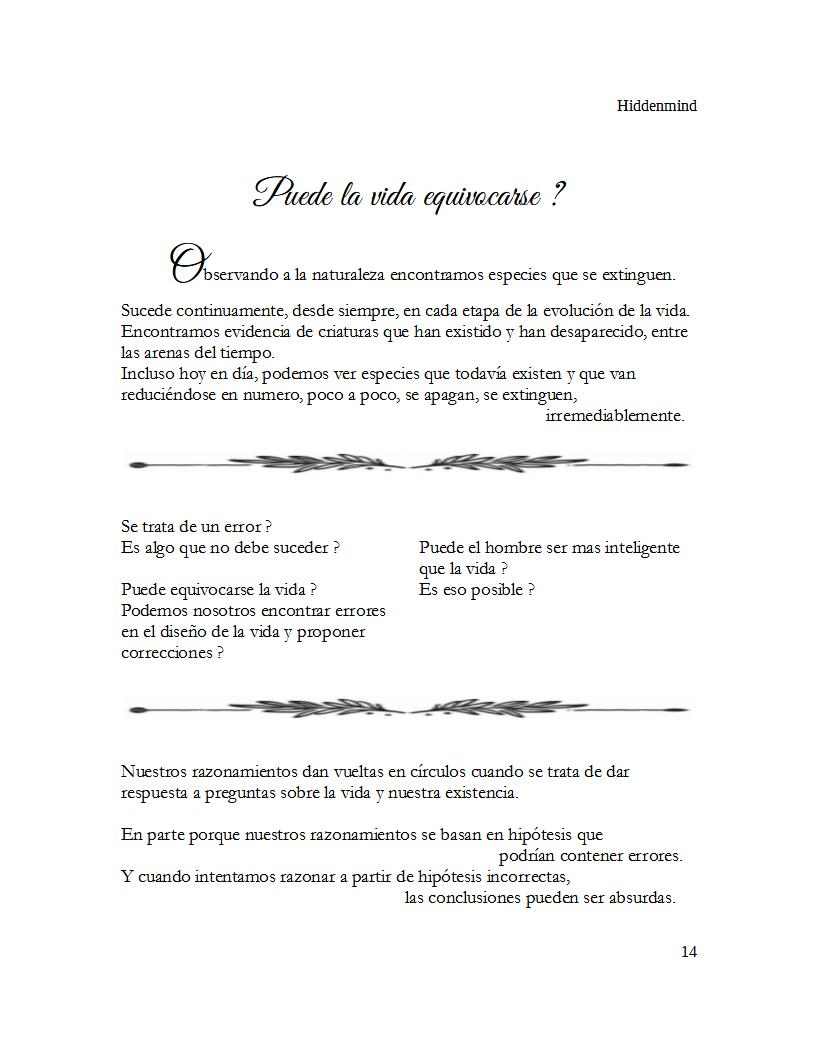 Hiddenmind
Puede la vida equivocarse ?
Observando a la naturaleza encontramos especies que se extinguen.
Sucede continuamente, desde siempre, en cada etapa de la evolución de la vida.
Encontramos evidencia de criaturas que han existido y han desaparecido, entre
las arenas del tiempo.
Incluso hoy en día, podemos ver especies que todavía existen y que van
reduciéndose en numero, poco a poco, se apagan, se extinguen,
irremediablemente.
Se trata de un error ?
Es algo que no debe suceder ?
Puede equivocarse la vida ?
Podemos nosotros encontrar errores
en el diseño de la vida y proponer
correcciones ?
Puede el hombre ser mas inteligente
que la vida ?
Es eso posible ?
Nuestros razonamientos dan vueltas en círculos cuando se trata de dar
respuesta a preguntas sobre la vida y nuestra existencia.
En parte porque nuestros razonamientos se basan en hipótesis que
podrían contener errores.
Y cuando intentamos razonar a partir de hipótesis incorrectas,
las conclusiones pueden ser absurdas.
14